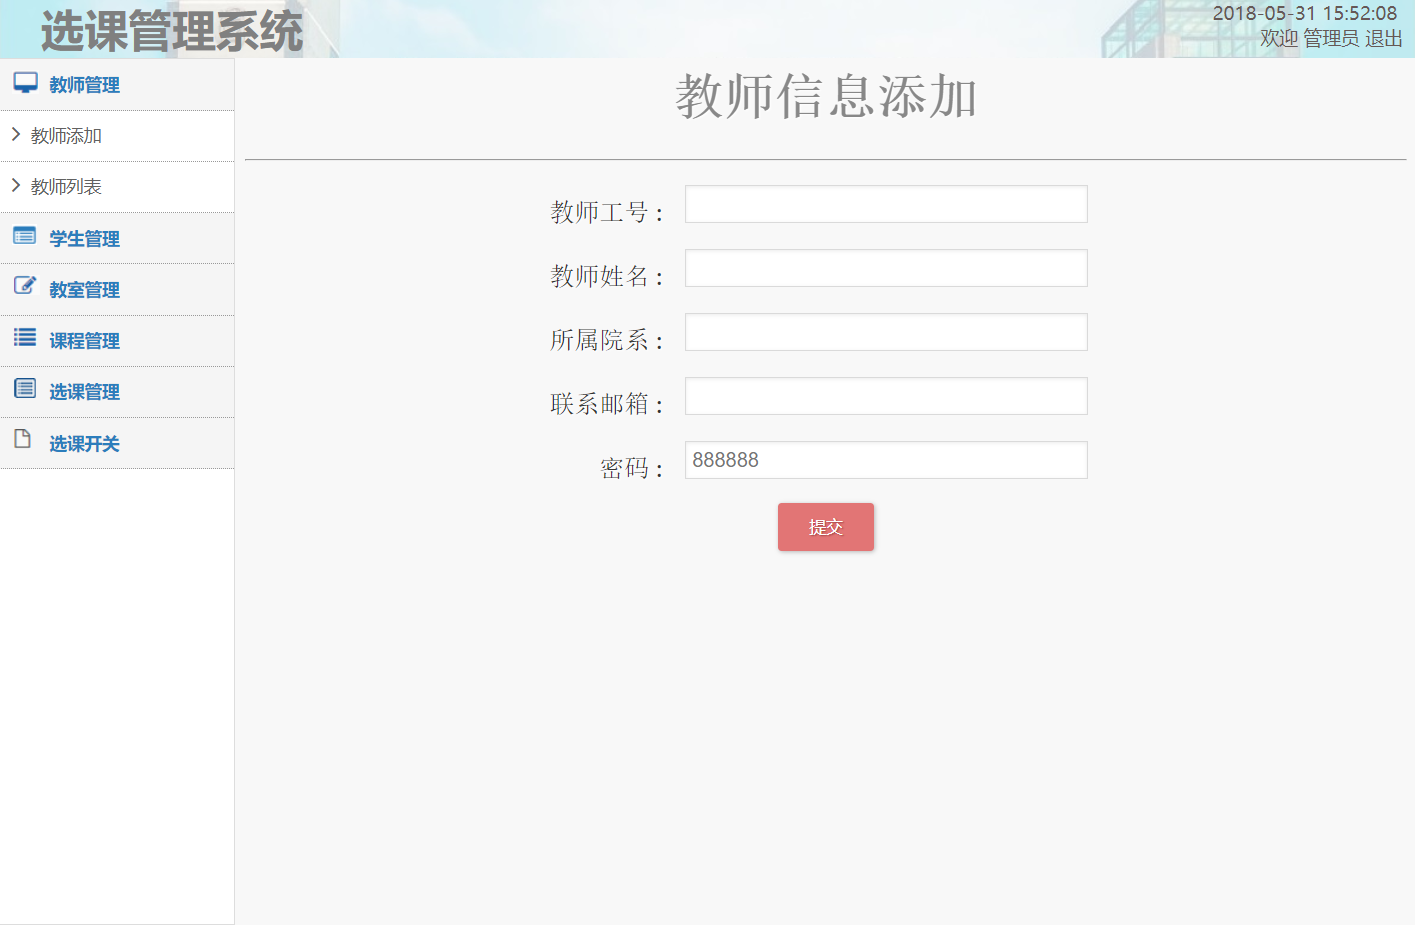 选课管理系统
2018-05-31 15:52:08
欢迎 管理员 退出
教师管理
教师添加
教师列表
学生管理
教室管理
课程管理
选课管理
选课开关
教师信息添加
教师工号：
教师姓名：
所属院系：
联系邮箱：
密码： 888888
提交